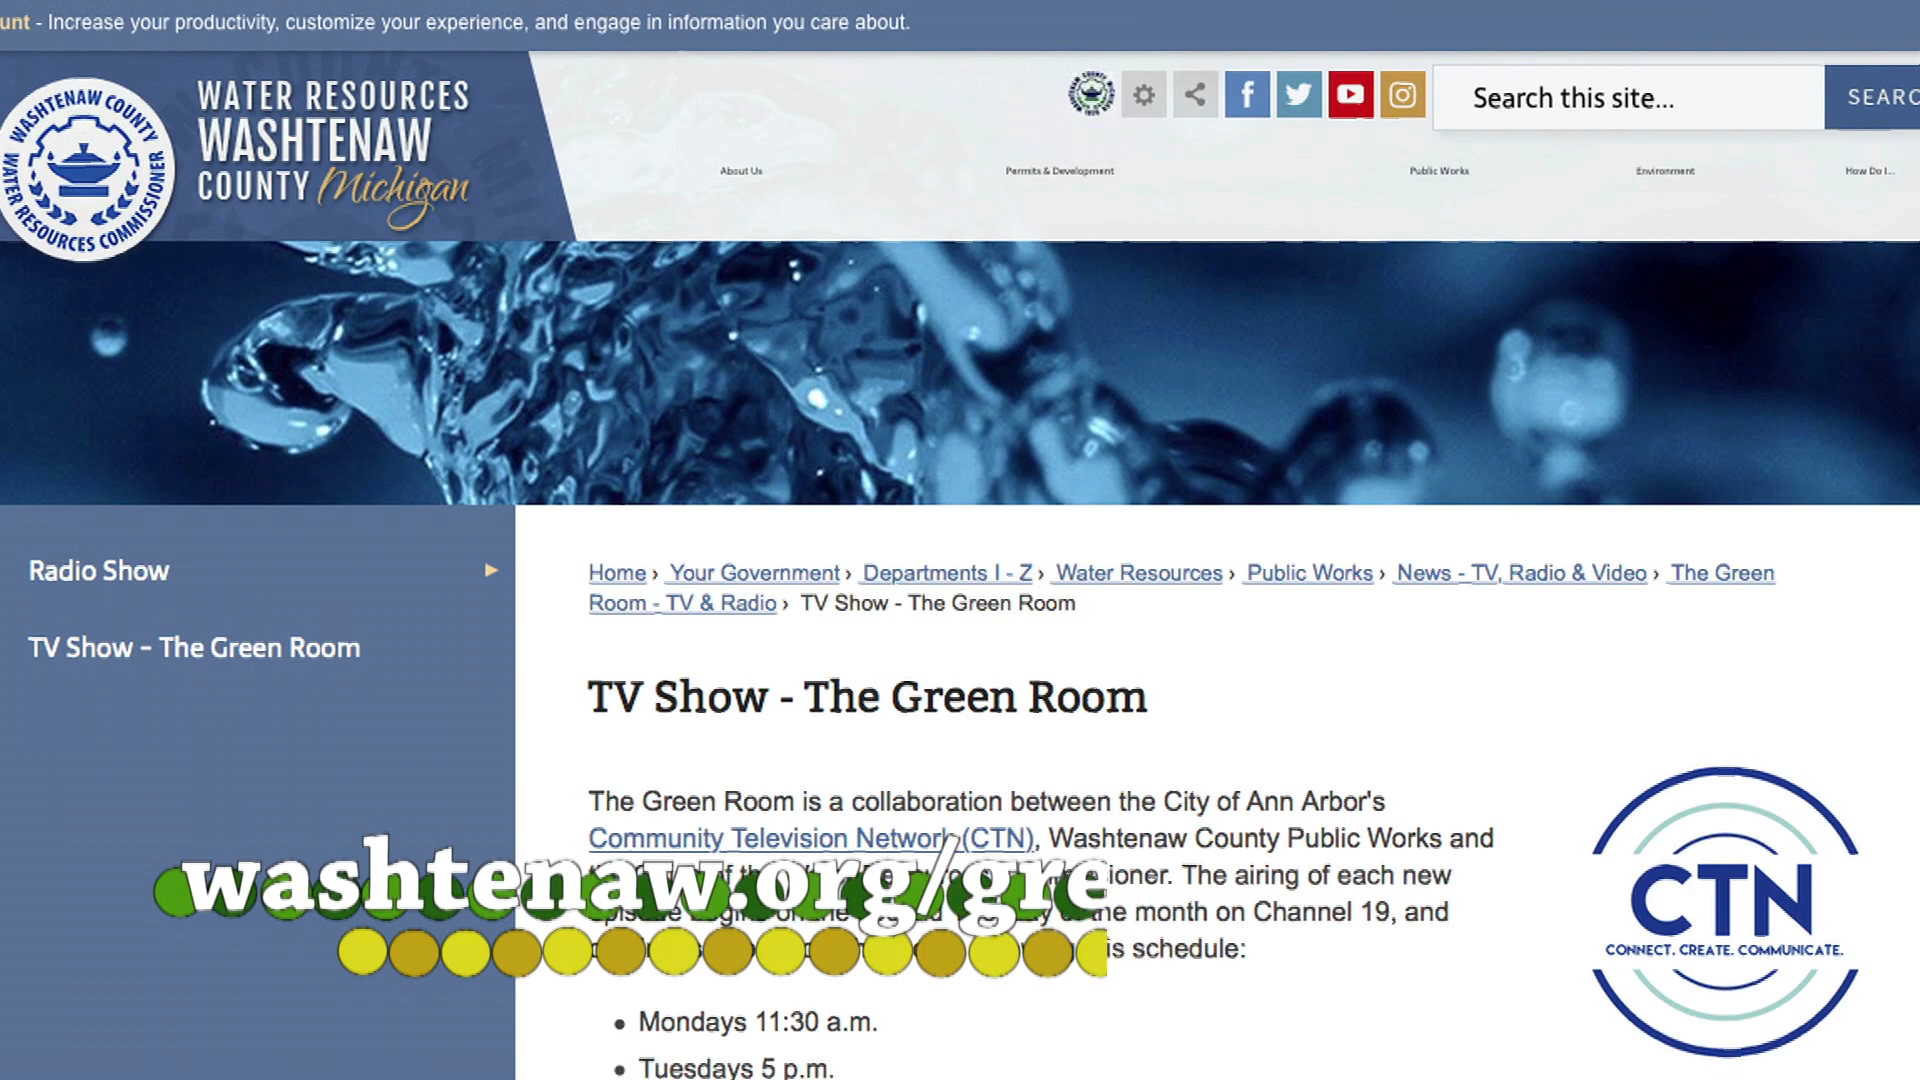 unt - Increase your productivity, customize your experience, and engage in information you care about.
WASHTENAW COUNTY
WATER RESOURCES COMMISSIONER
WATER RESOURCES
WASHTENAW
COUNTY Michigan
Search this site...
SEARC
About Us
Permits & Development
Public Works
Environment
How Do I...
Radio Show
TV Show - The Green Room
Home › Your Government › Departments I - Z › Water Resources › Public Works › News - TV, Radio & Video › The Green
Room - TV & Radio › TV Show - The Green Room
TV Show - The Green Room
The Green Room is a collaboration between the City of Ann Arbor's
Community Television Network (CTN), Washtenaw County Public Works and
ioner. The airing of each new
the month on Channel 19, and
is schedule:
washtenaw.org/gre
• Mondays 11:30 a.m.
• Tuesdays 5 p.m.
CTN
CONNECT. CREATE. COMMUNICATE.